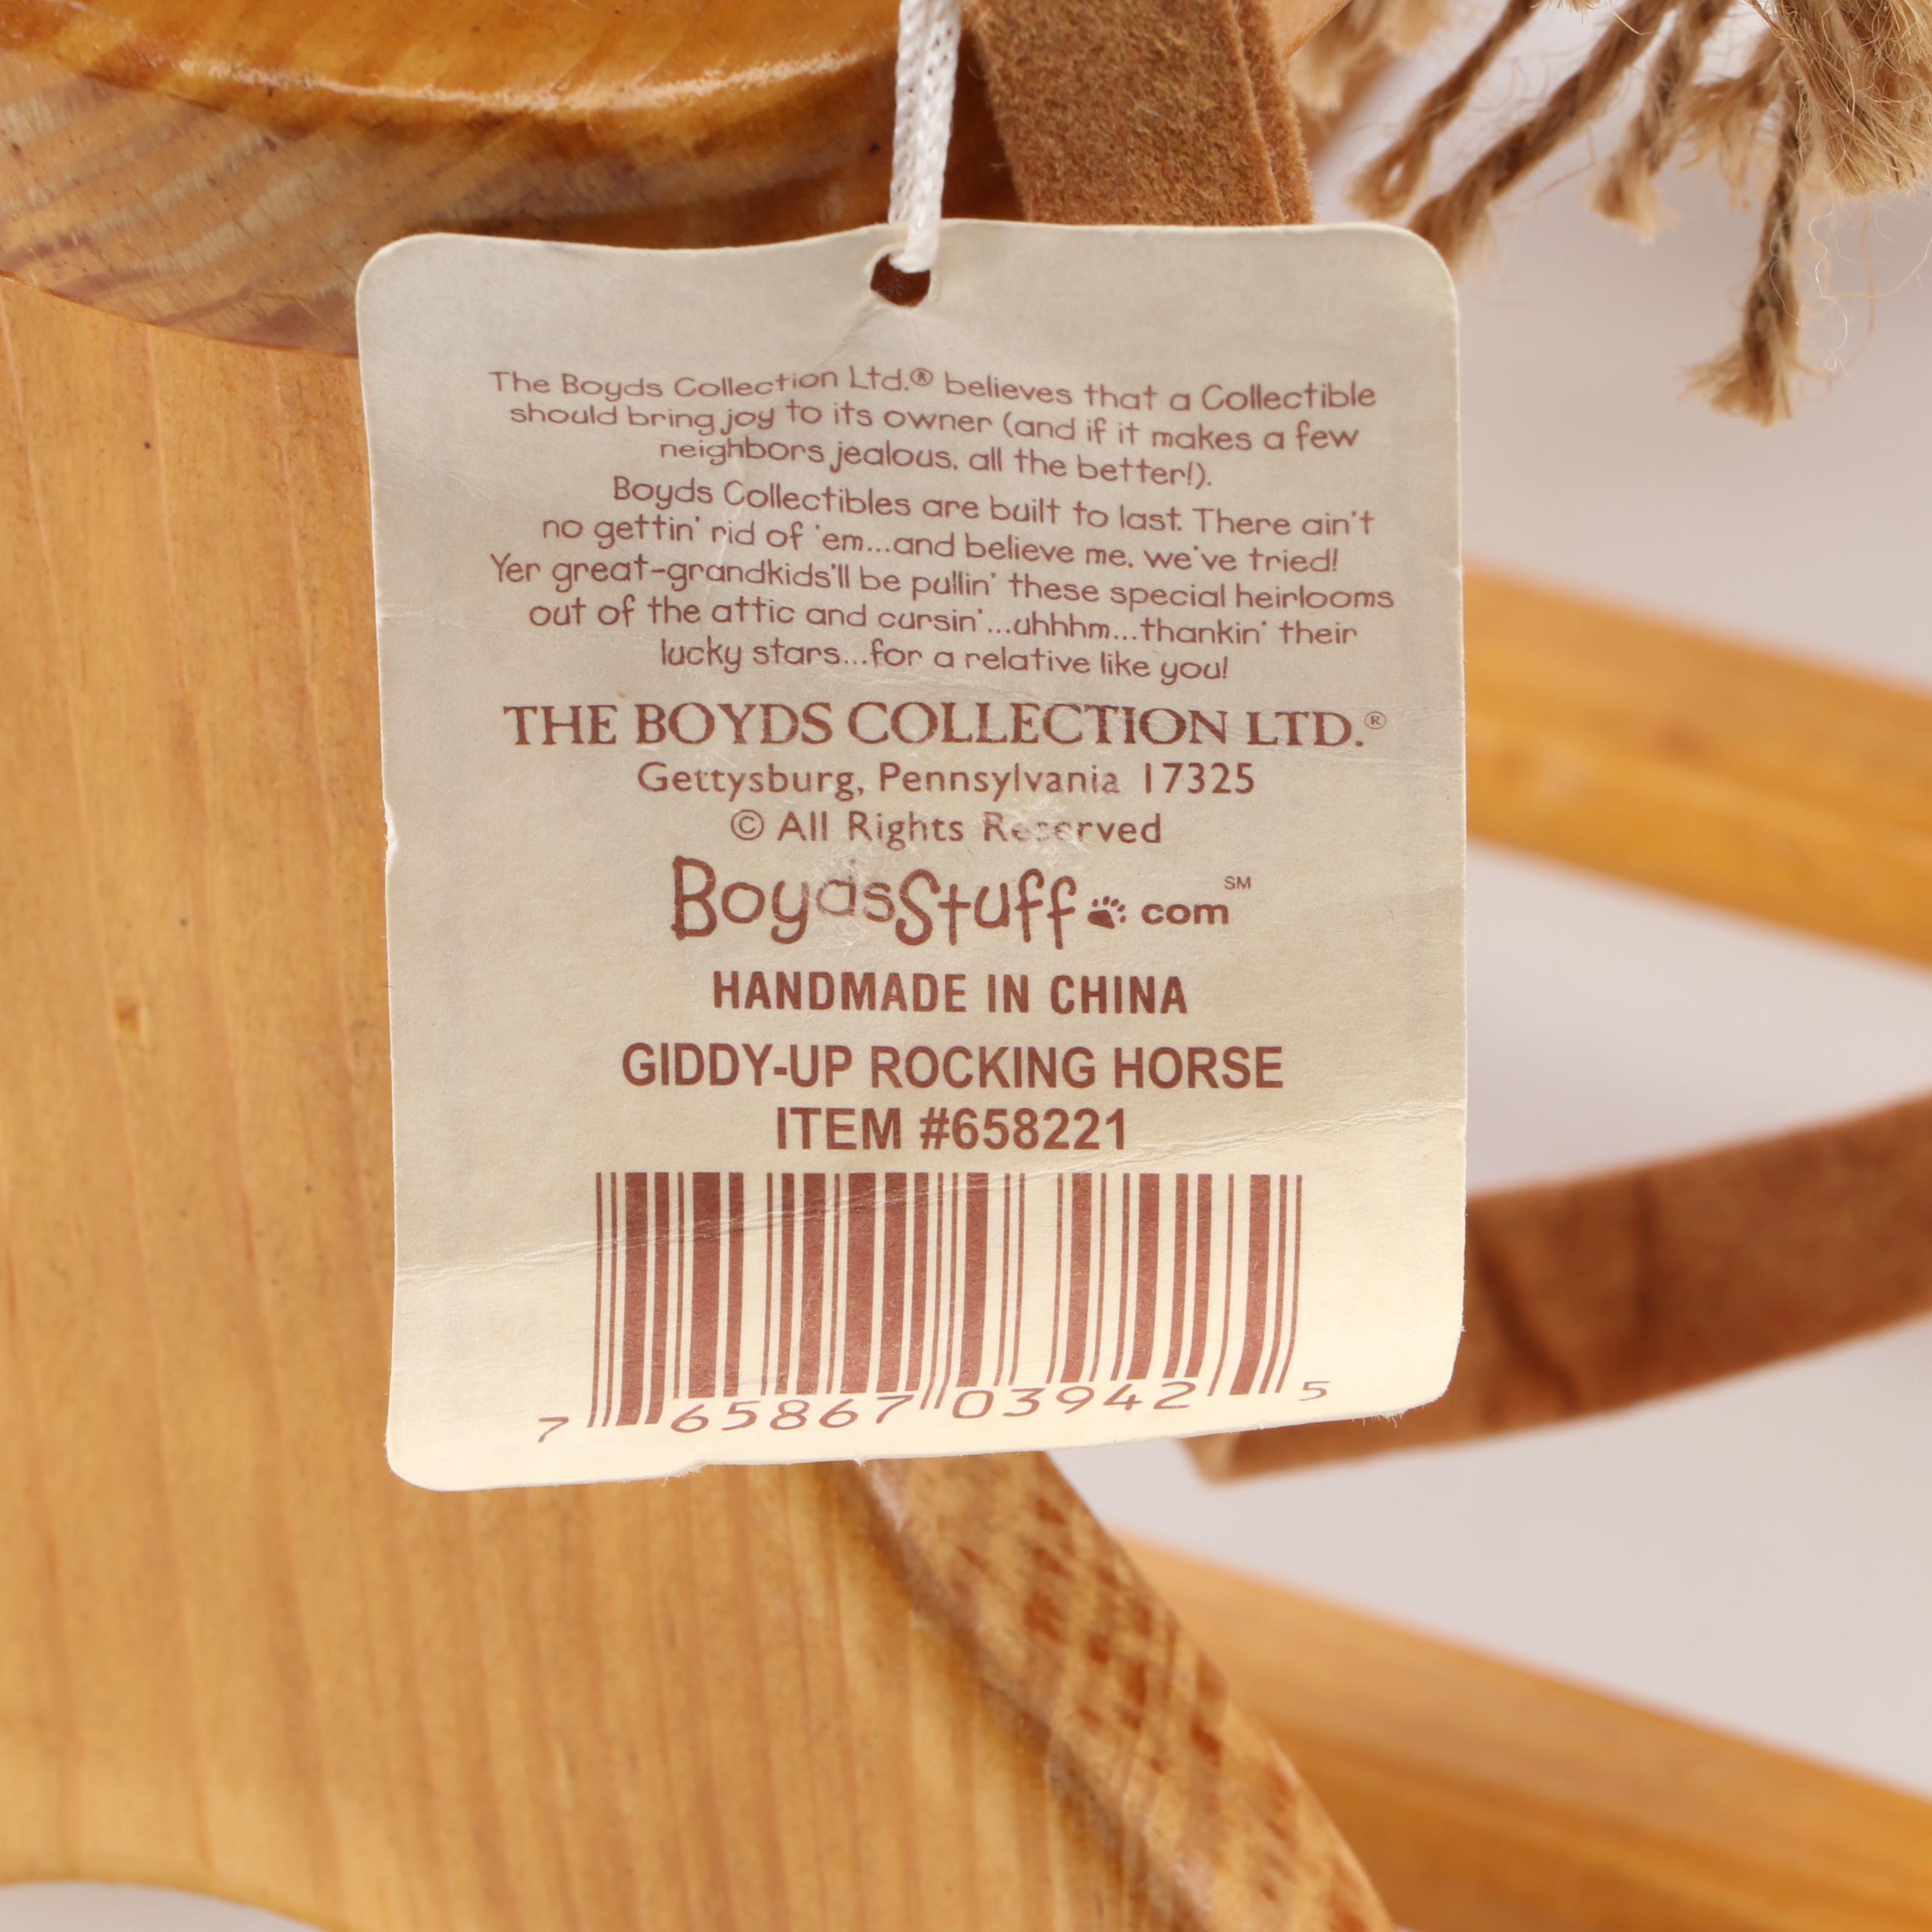 The Boyds Collection Ltd.® believes that a Collectible
should bring joy to its owner (and if it makes a few
neighbors jealous, all the better!).
Boyds Collectibles are built to last. There ain't
no gettin' rid of 'em...and believe me, we've tried!
Yer great-grandkids'll be pullin' these special heirlooms
out of the attic and cursin'...uhhhm...thankin' their
lucky stars...for a relative like you!
THE BOYDS COLLECTION LTD.®
Gettysburg, Pennsylvania 17325
© All Rights Reserved
BoydsStuff.com℠
HANDMADE IN CHINA
GIDDY-UP ROCKING HORSE
ITEM #658221
7 65867 03942 5